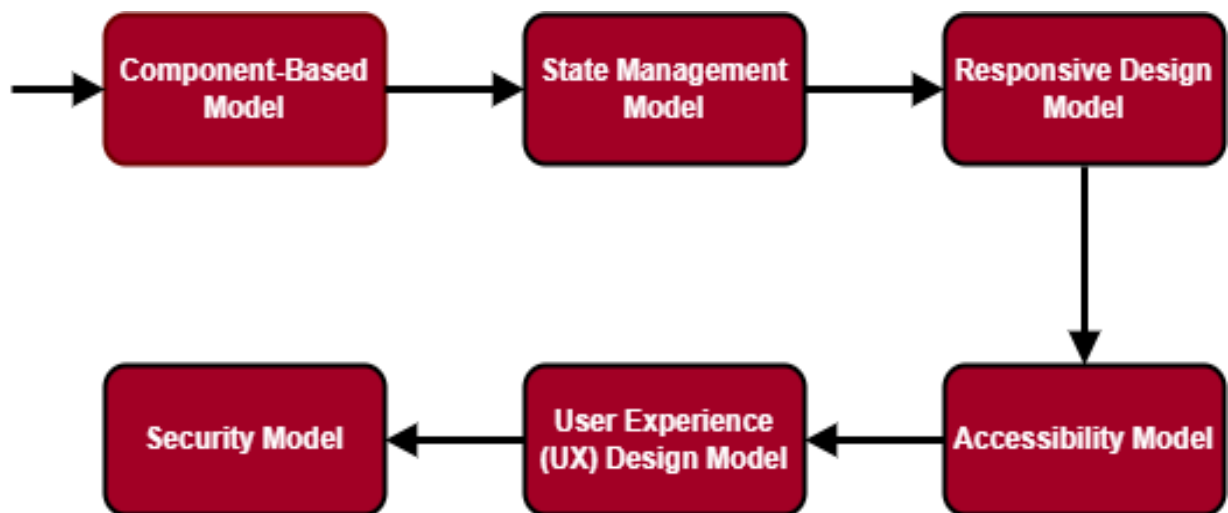 Component-Based
Model
State Management
Model
Responsive Design
Model
Security Model
User Experience
(UX) Design Model
Accessibility Model